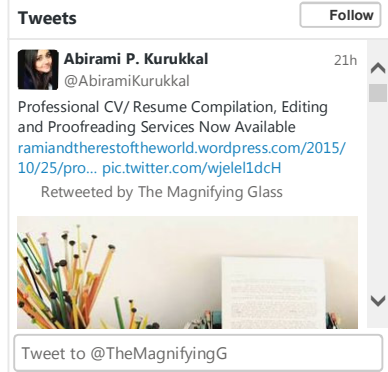 Tweets
Follow
Abirami P. Kurukkal
21h
@AbiramiKurukkal
Professional CV/ Resume Compilation, Editing
and Proofreading Services Now Available
ramiandtherestoftheworld.wordpress.com/2015/
10/25/pro... pic.twitter.com/wjelel1dcH
Retweeted by The Magnifying Glass
Tweet to @TheMagnifyingG